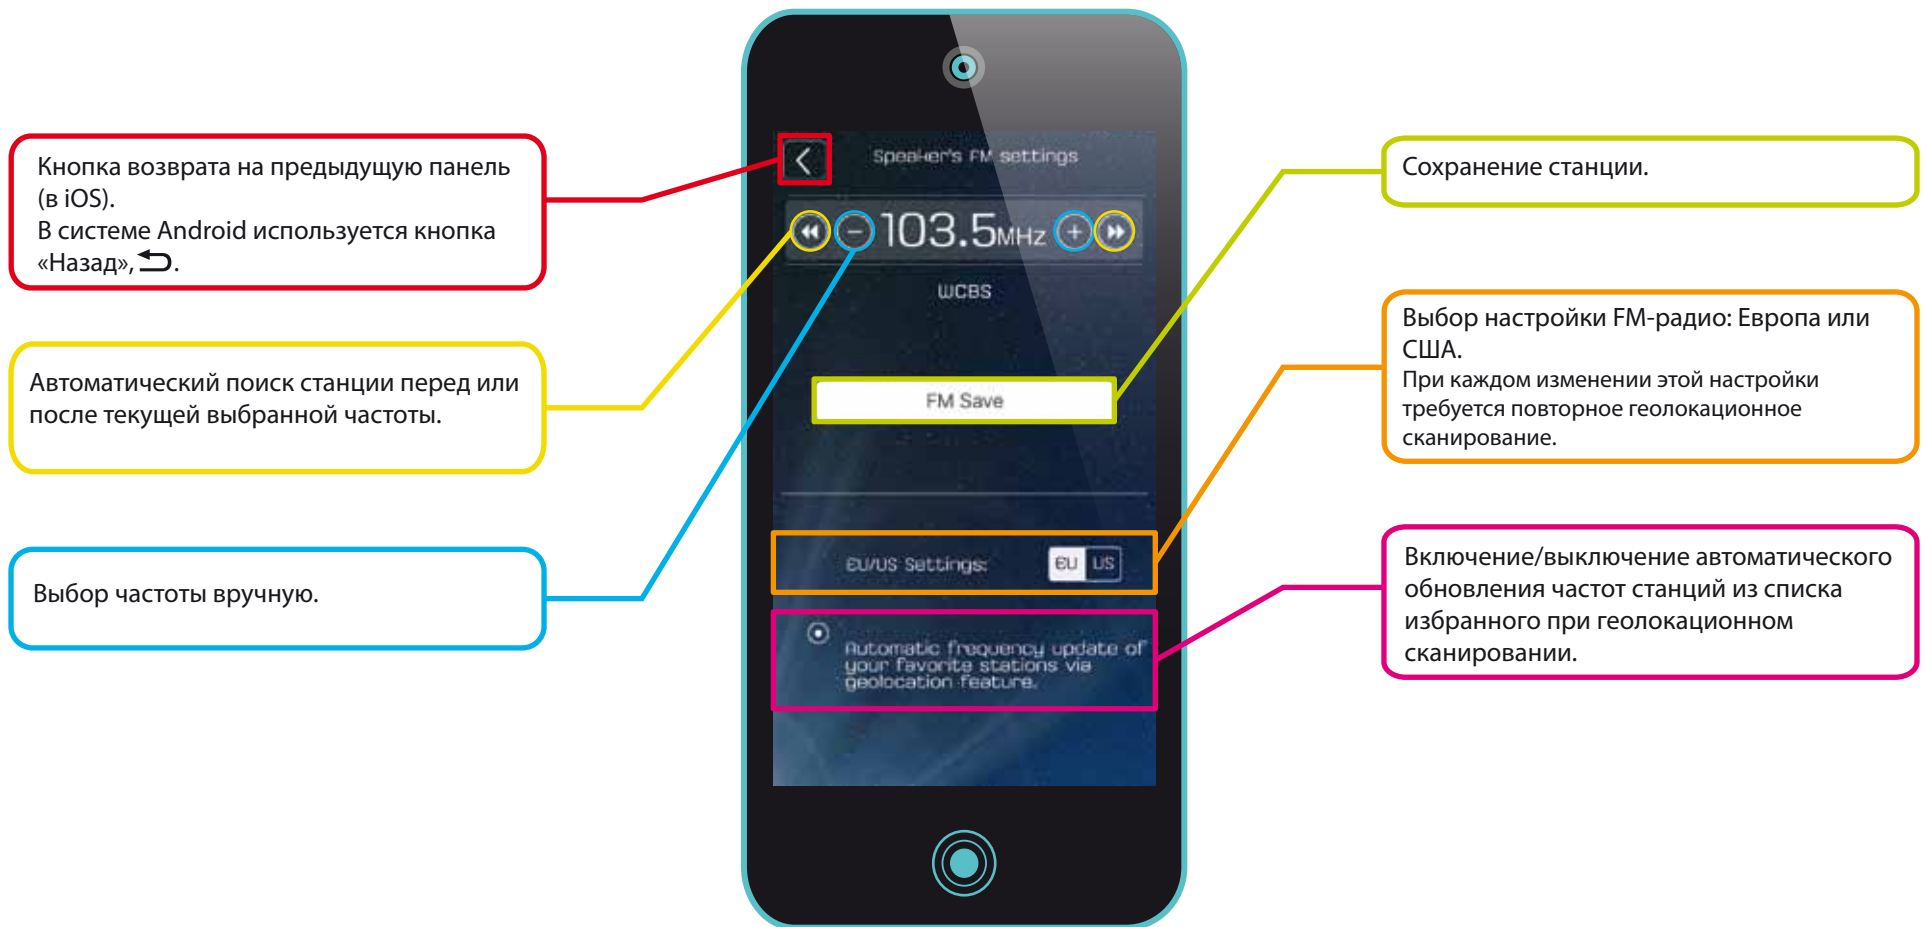 Кнопка возврата на предыдущую панель
(в iOS).
В системе Android используется кнопка
«Назад», .
Автоматический поиск станции перед или
после текущей выбранной частоты.
Выбор частоты вручную.
Speaker's FM settings
103.5MHz
WCBS
FM Save
EU/US Settings:
EU US
Automatic frequency update of
your favorite stations via
geolocation feature.
Сохранение станции.
Выбор настройки FM-радио: Европа или
США.
При каждом изменении этой настройки
требуется повторное геолокационное
сканирование.
Включение/выключение автоматического
обновления частот станций из списка
избранного при геолокационном
сканировании.